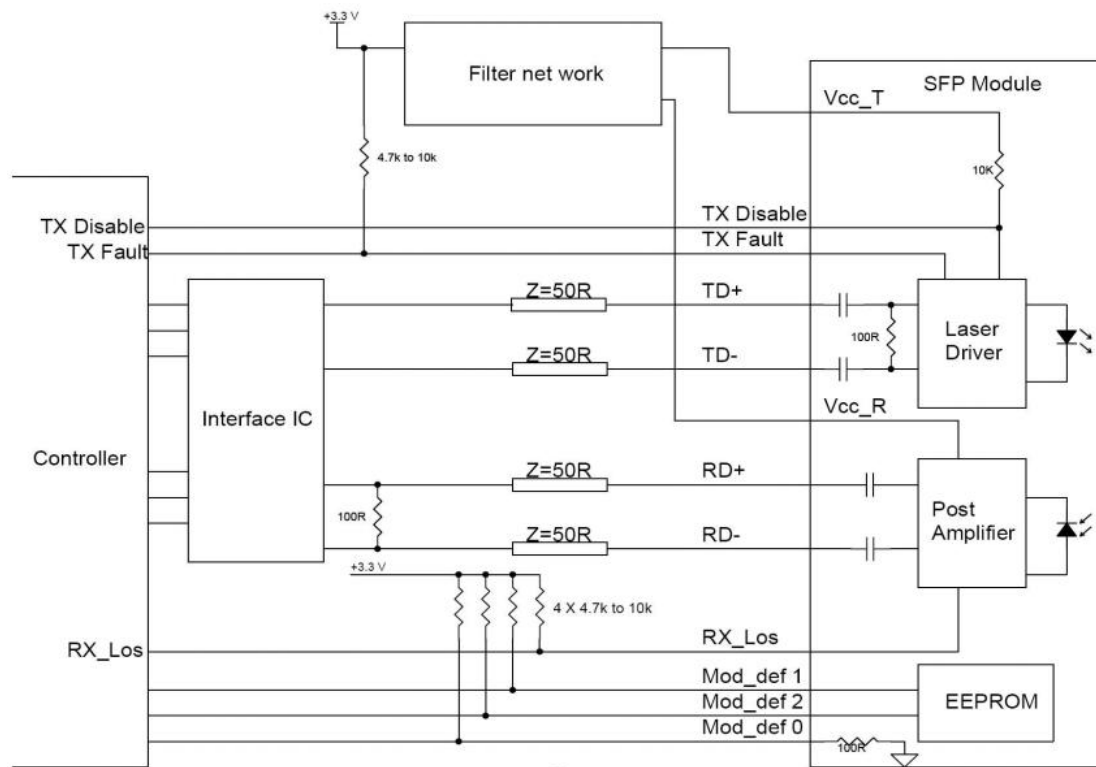 +3.3 V
Filter net work
SFP Module
Vcc_T
4.7k to 10k
10K
TX Disable
TX Disable
TX Fault
TX Fault
Z=50R
TD+
100R
Laser
Driver
Z=50R
TD-
Vcc_R
Interface IC
Controller
Z=50R
RD+
100R
Post
Amplifier
Z=50R
RD-
+3.3 V
4 X 4.7k to 10k
RX_Los
RX_Los
Mod_def 1
EEPROM
Mod_def 2
Mod_def 0
100R